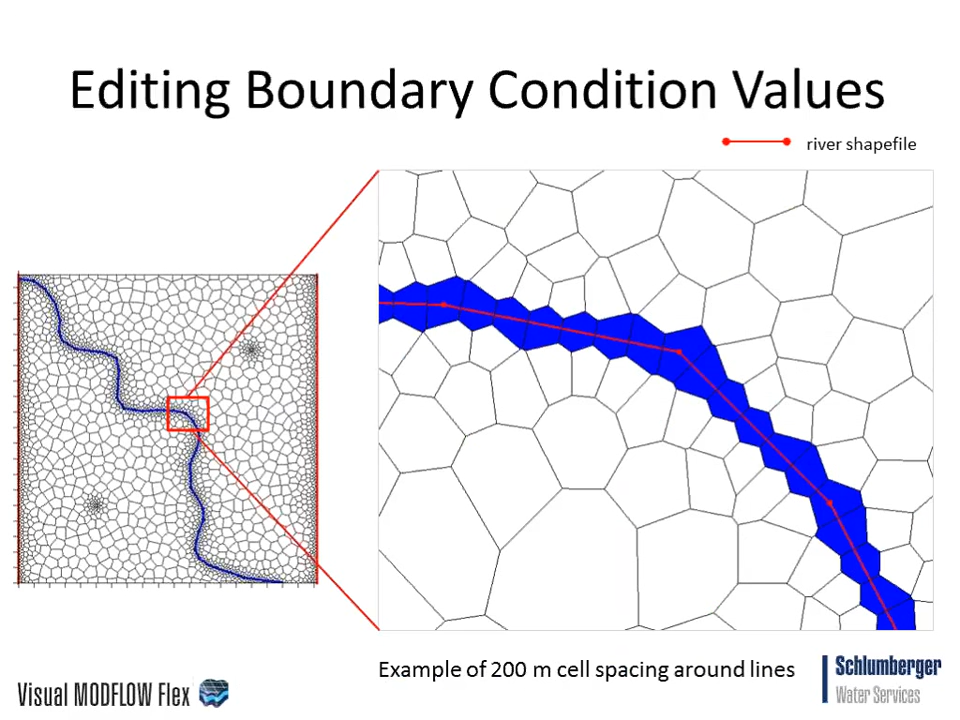 Editing Boundary Condition Values
river shapefile
Example of 200 m cell spacing around lines
Visual MODFLOW Flex
Schlumberger
Water Services